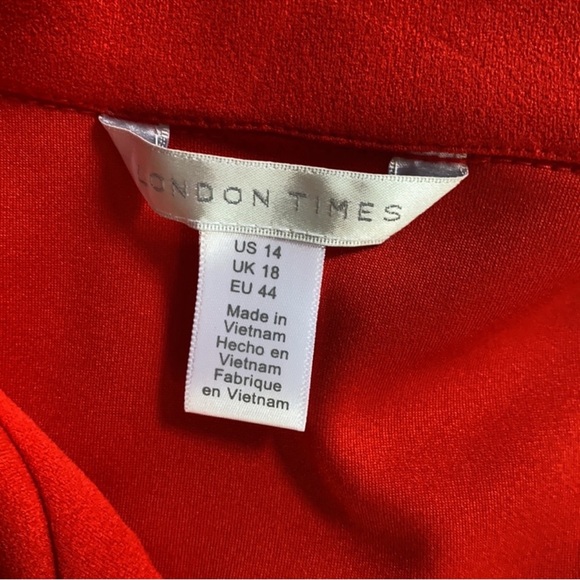 LONDON TIMES
US 14
UK 18
EU 44
Made in
Vietnam
Hecho en
Vietnam
Fabrique
en Vietnam